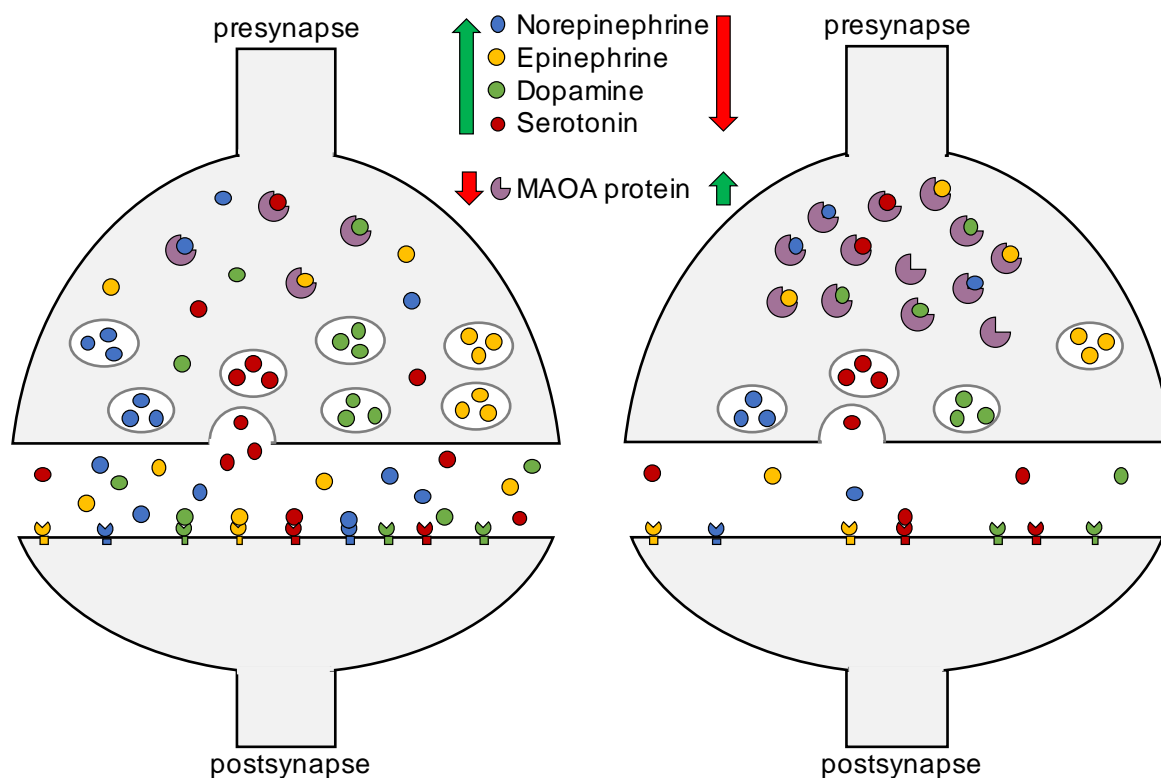 presynapse
Norepinephrine
Epinephrine
Dopamine
Serotonin
MAOA protein
presynapse
postsynapse
postsynapse